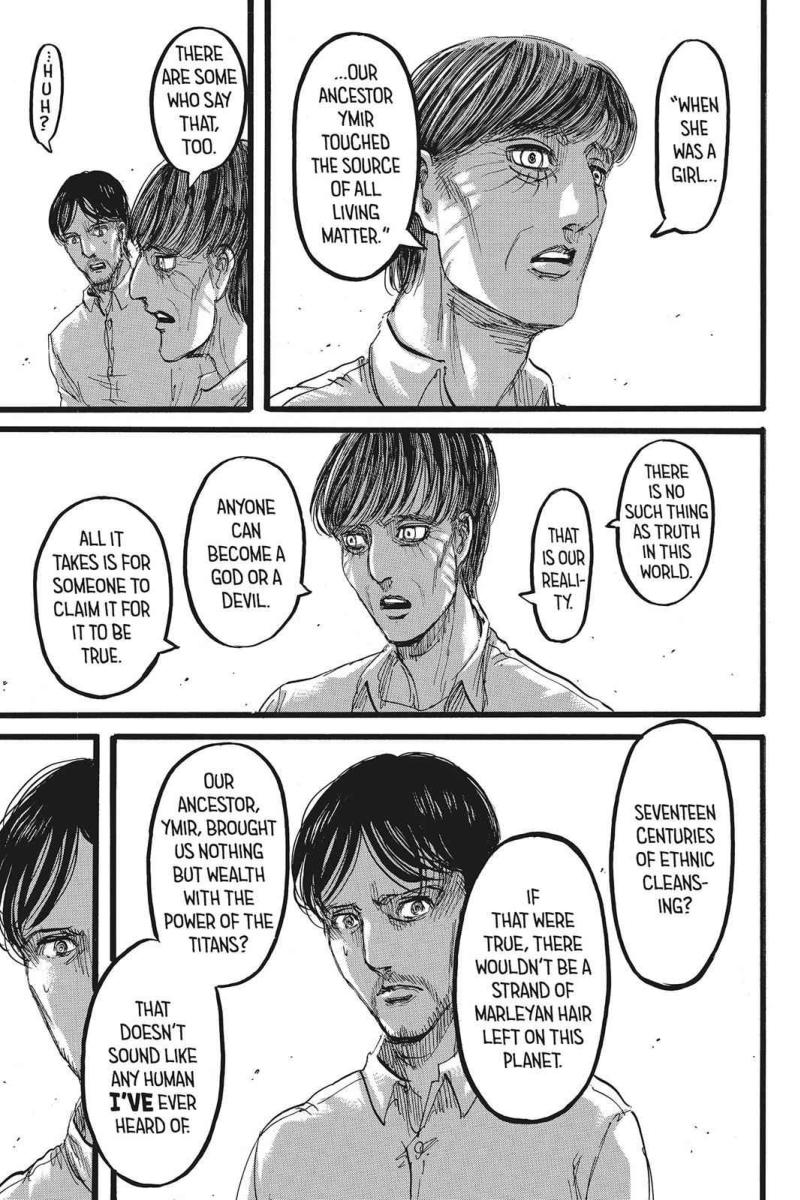 "WHEN
SHE
WAS A
GIRL...
...OUR
ANCESTOR
YMIR
TOUCHED
THE SOURCE
OF ALL
LIVING
MATTER."
THERE
ARE SOME
WHO SAY
THAT,
TOO.
...HUH?
THERE
IS NO
SUCH THING
AS TRUTH
IN THIS
WORLD.
THAT
IS OUR
REALI-
TY.
ANYONE
CAN
BECOME A
GOD OR A
DEVIL.
ALL IT
TAKES IS FOR
SOMEONE TO
CLAIM IT FOR
IT TO BE
TRUE.
SEVENTEEN
CENTURIES
OF ETHNIC
CLEANS-
ING?
IF
THAT WERE
TRUE, THERE
WOULDN'T BE A
STRAND OF
MARLEYAN HAIR
LEFT ON THIS
PLANET.
OUR
ANCESTOR,
YMIR, BROUGHT
US NOTHING
BUT WEALTH
WITH THE
POWER OF THE
TITANS?
THAT
DOESN'T
SOUND LIKE
ANY HUMAN
I'VE EVER
HEARD OF.